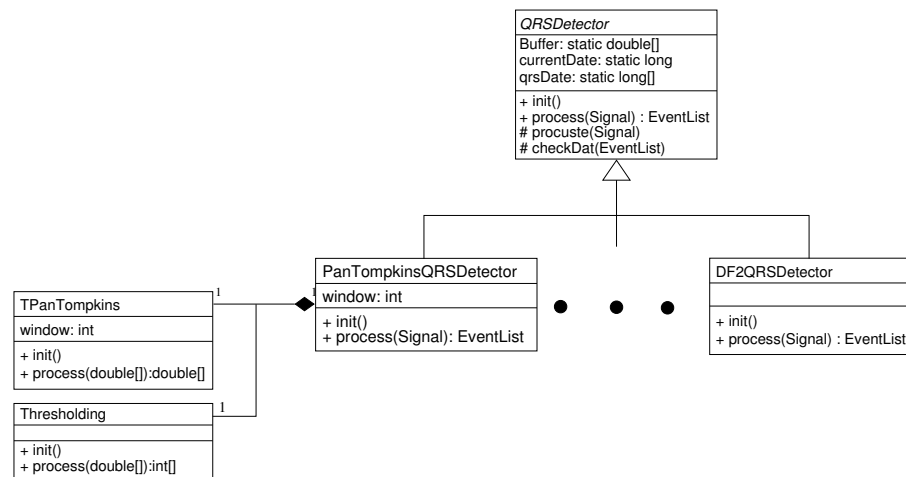 QRSDetector
Buffer: static double[]
currentDate: static long
qrsDate: static long[]
+ init()
+ process(Signal) : EventList
# procuste(Signal)
# checkDat(EventList)
PanTompkinsQRSDetector
window: int
+ init()
+ process(Signal): EventList
DF2QRSDetector
+ init()
+ process(Signal) : EventList
1
1
TPanTompkins
window: int
+ init()
+ process(double[]):double[]
1
Thresholding
+ init()
+ process(double[]):int[]